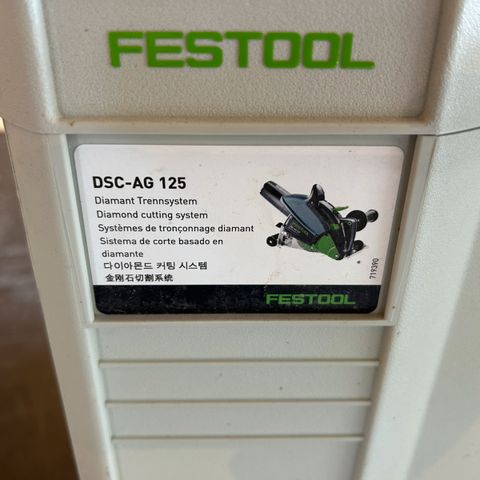 FESTOOL
DSC-AG 125
Diamant Trennsystem
Diamond cutting system
Systèmes de tronçonnage diamant
Sistema de corte basado en
diamante
다이아몬드 커팅 시스템
金刚石切割系统
719390
FESTOOL